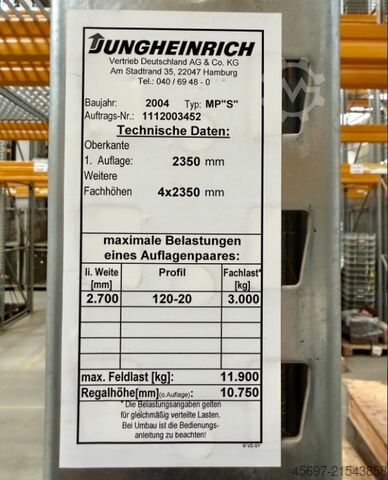 JUNGHEINRICH
Vertrieb Deutschland AG & Co. KG
Am Stadtrand 35, 22047 Hamburg
Tel.: 040 / 69 48 - 0
Baujahr: 2004 Typ: MP"S"
Auftrags-Nr.: 1112003452
Technische Daten:
Oberkante
1. Auflage: 2350 mm
Weitere
Fachhöhen 4x2350 mm
maximale Belastungen
eines Auflagenpaares:
li. Weite [mm] Profil Fachlast* [kg]
2.700 120-20 3.000
max. Feldlast [kg]: 11.900
Regalhöhe[mm](o.Auflage): 10.750
*Die Belastungsangaben gelten
für gleichmäßig verteilte Lasten.
Bei Umbau ist die Bedienungs-
anleitung zu beachten!
© VD-SY
45697-21543858